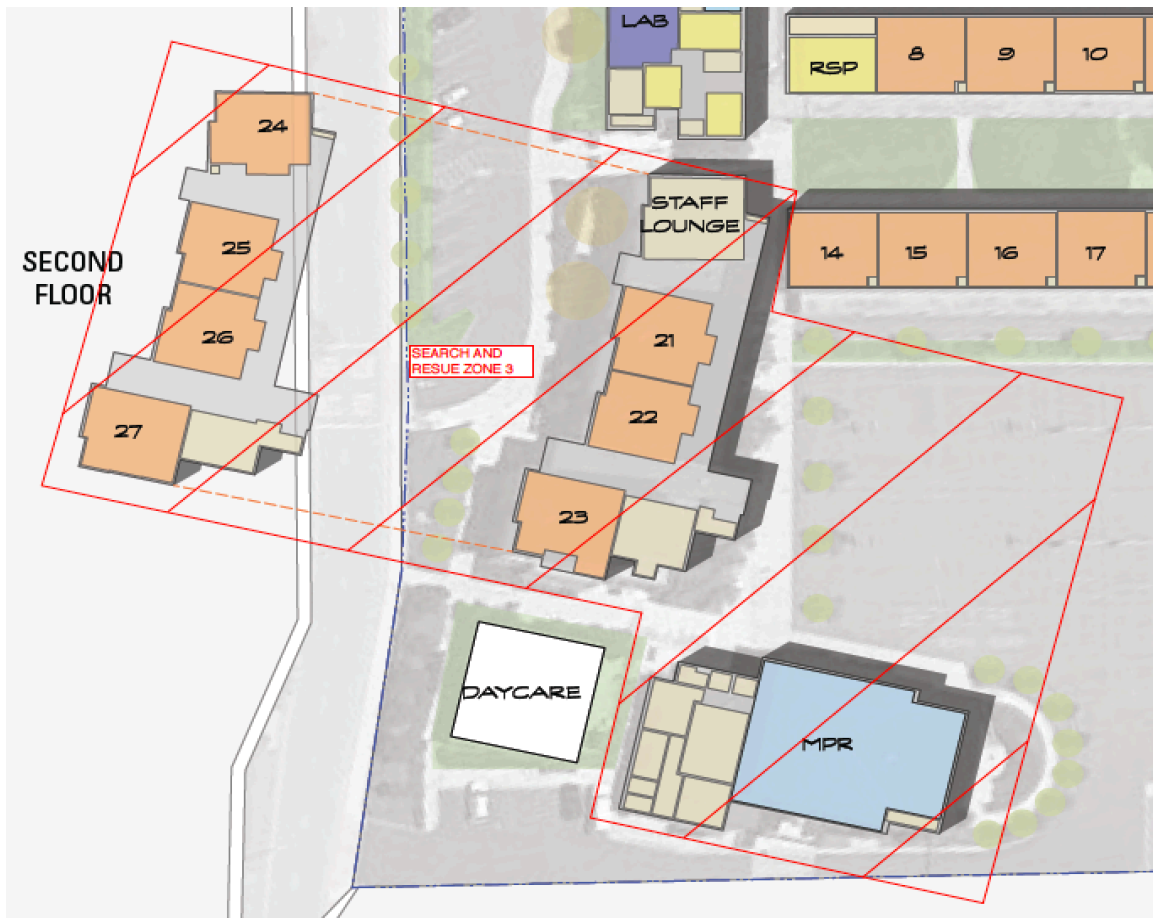 LAB
RSP
8
9
10
24
STAFF
LOUNGE
14
15
16
17
25
SECOND
FLOOR
26
21
SEARCH AND
RESUE ZONE 3
22
27
23
DAYCARE
MPR